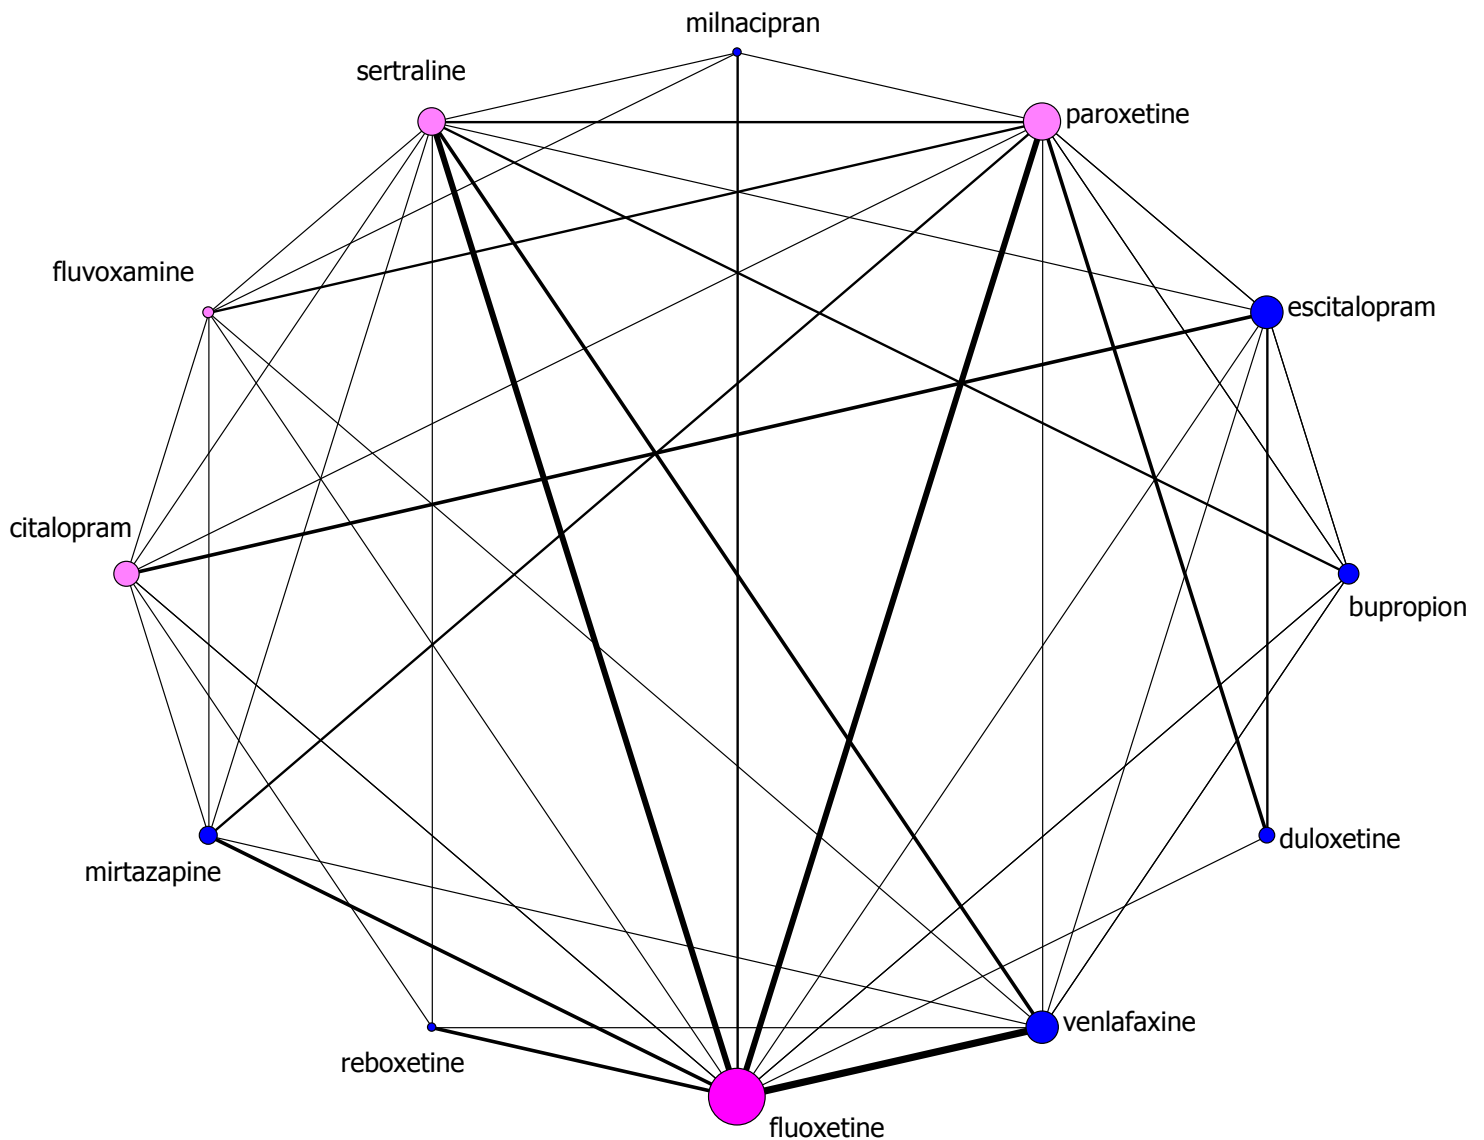 milnacipran
sertraline
paroxetine
fluvoxamine
escitalopram
citalopram
bupropion
mirtazapine
duloxetine
reboxetine
venlafaxine
fluoxetine